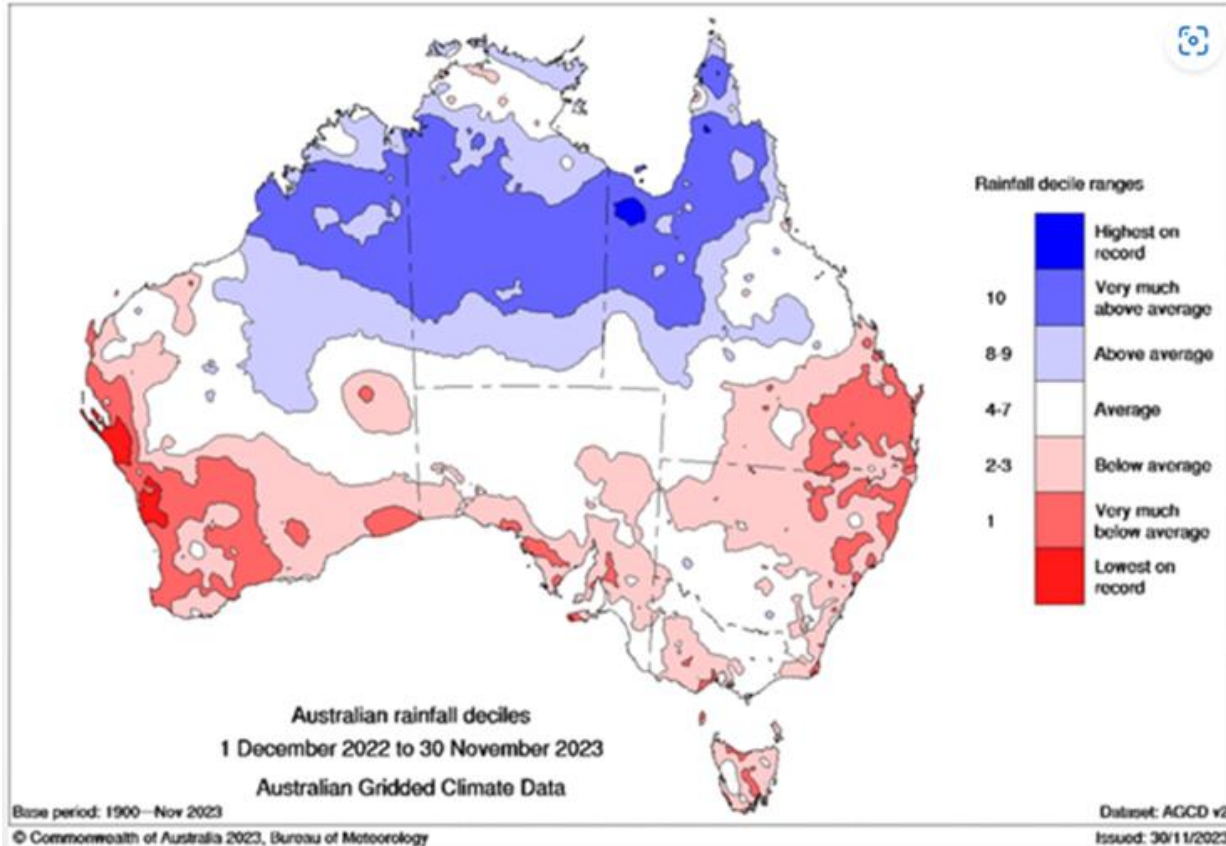 Rainfall decile ranges
Highest on
record
10
Very much
above average
8-9
Above average
4-7
Average
2-3
Below average
1
Very much
below average
Lowest on
record
Australian rainfall deciles
1 December 2022 to 30 November 2023
Australian Gridded Climate Data
Base period: 1900—Nov 2023
Dataset: AGCD v2
© Commonwealth of Australia 2023, Bureau of Meteorology
Issued: 30/11/2023